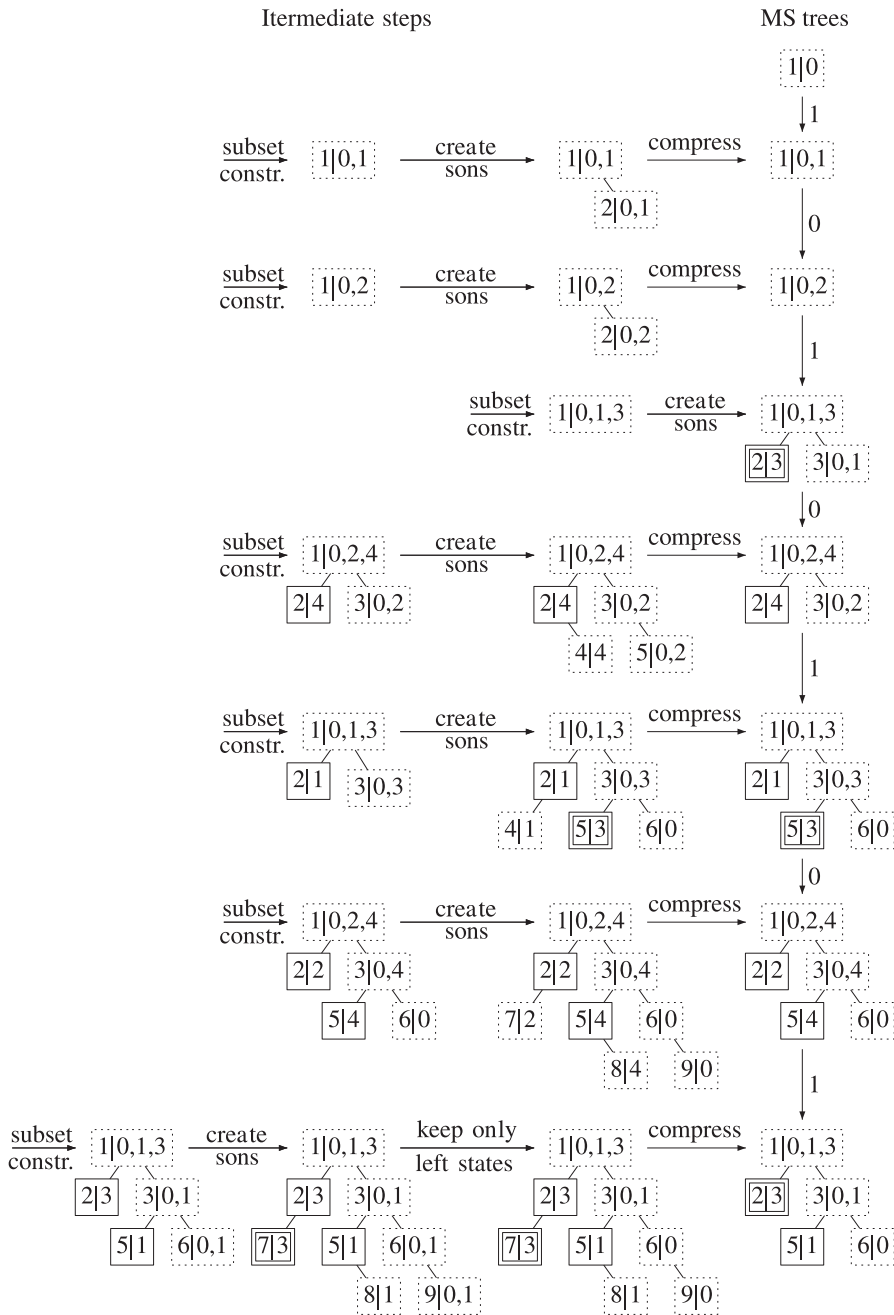 Itermediate steps MS trees
1|0
1
subset constr. 1|0,1 create sons 1|0,1 compress 1|0,1
2|0,1
0
subset constr. 1|0,2 create sons 1|0,2 compress 1|0,2
2|0,2
1
subset constr. 1|0,1,3 create sons 1|0,1,3
2|3 3|0,1
0
subset constr. 1|0,2,4 create sons 1|0,2,4 compress 1|0,2,4
2|4 3|0,2 2|4 3|0,2 2|4 3|0,2
4|4 5|0,2
1
subset constr. 1|0,1,3 create sons 1|0,1,3 compress 1|0,1,3
2|1 3|0,3 2|1 3|0,3 2|1 3|0,3
4|1 5|3 6|0 5|3 6|0
0
subset constr. 1|0,2,4 create sons 1|0,2,4 compress 1|0,2,4
2|2 3|0,4 2|2 3|0,4 2|2 3|0,4
5|4 6|0 7|2 5|4 6|0 5|4 6|0
8|4 9|0
1
subset constr. 1|0,1,3 create sons 1|0,1,3 keep only left states 1|0,1,3 compress 1|0,1,3
2|3 3|0,1 2|3 3|0,1 2|3 3|0,1 2|3 3|0,1
5|1 6|0,1 7|3 5|1 6|0,1 7|3 5|1 6|0 5|1 6|0
8|1 9|0,1 8|1 9|0